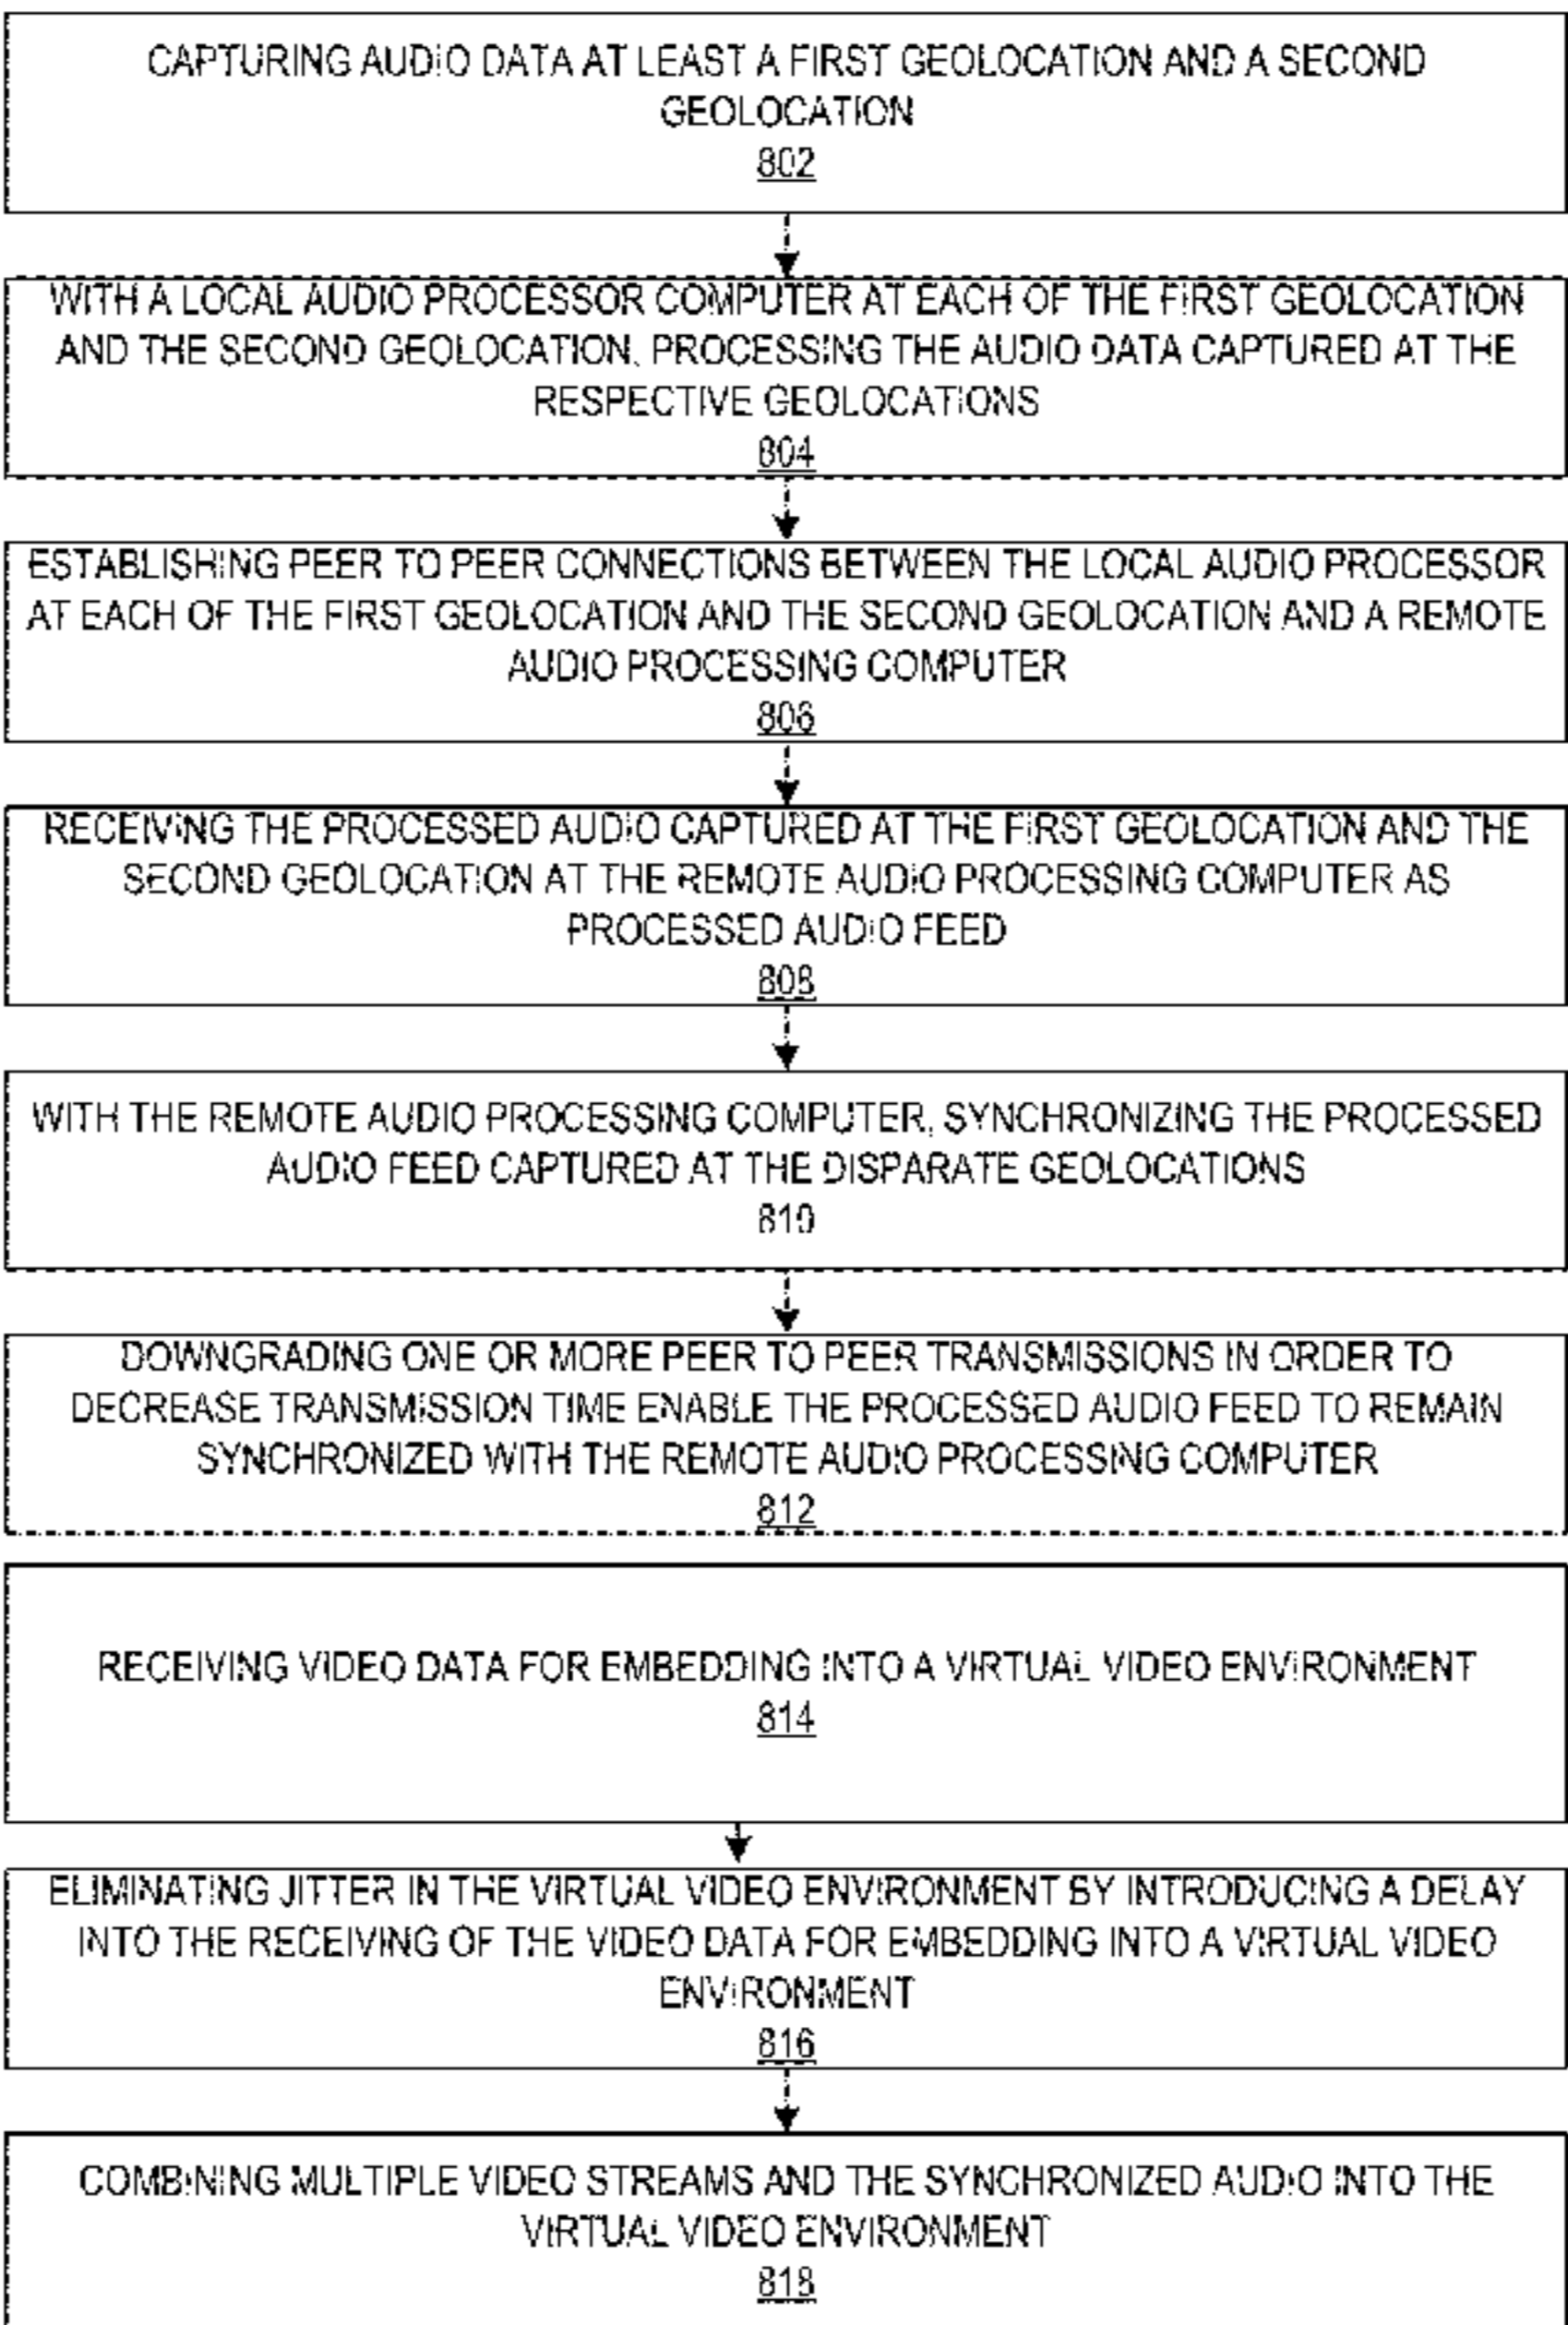 CAPTURING AUDIO DATA AT LEAST A FIRST GEOLOCATION AND A SECOND
GEOLOCATION
802
WITH A LOCAL AUDIO PROCESSOR COMPUTER AT EACH OF THE FIRST GEOLOCATION
AND THE SECOND GEOLOCATION, PROCESSING THE AUDIO DATA CAPTURED AT THE
RESPECTIVE GEOLOCATIONS
804
ESTABLISHING PEER TO PEER CONNECTIONS BETWEEN THE LOCAL AUDIO PROCESSOR
AT EACH OF THE FIRST GEOLOCATION AND THE SECOND GEOLOCATION AND A REMOTE
AUDIO PROCESSING COMPUTER
806
RECEIVING THE PROCESSED AUDIO CAPTURED AT THE FIRST GEOLOCATION AND THE
SECOND GEOLOCATION AT THE REMOTE AUDIO PROCESSING COMPUTER AS
PROCESSED AUDIO FEED
808
WITH THE REMOTE AUDIO PROCESSING COMPUTER, SYNCHRONIZING THE PROCESSED
AUDIO FEED CAPTURED AT THE DISPARATE GEOLOCATIONS
810
DOWNGRADING ONE OR MORE PEER TO PEER TRANSMISSIONS IN ORDER TO
DECREASE TRANSMISSION TIME ENABLE THE PROCESSED AUDIO FEED TO REMAIN
SYNCHRONIZED WITH THE REMOTE AUDIO PROCESSING COMPUTER
812
RECEIVING VIDEO DATA FOR EMBEDDING INTO A VIRTUAL VIDEO ENVIRONMENT
814
ELIMINATING JITTER IN THE VIRTUAL VIDEO ENVIRONMENT BY INTRODUCING A DELAY
INTO THE RECEIVING OF THE VIDEO DATA FOR EMBEDDING INTO A VIRTUAL VIDEO
ENVIRONMENT
816
COMBINING MULTIPLE VIDEO STREAMS AND THE SYNCHRONIZED AUDIO INTO THE
VIRTUAL VIDEO ENVIRONMENT
818